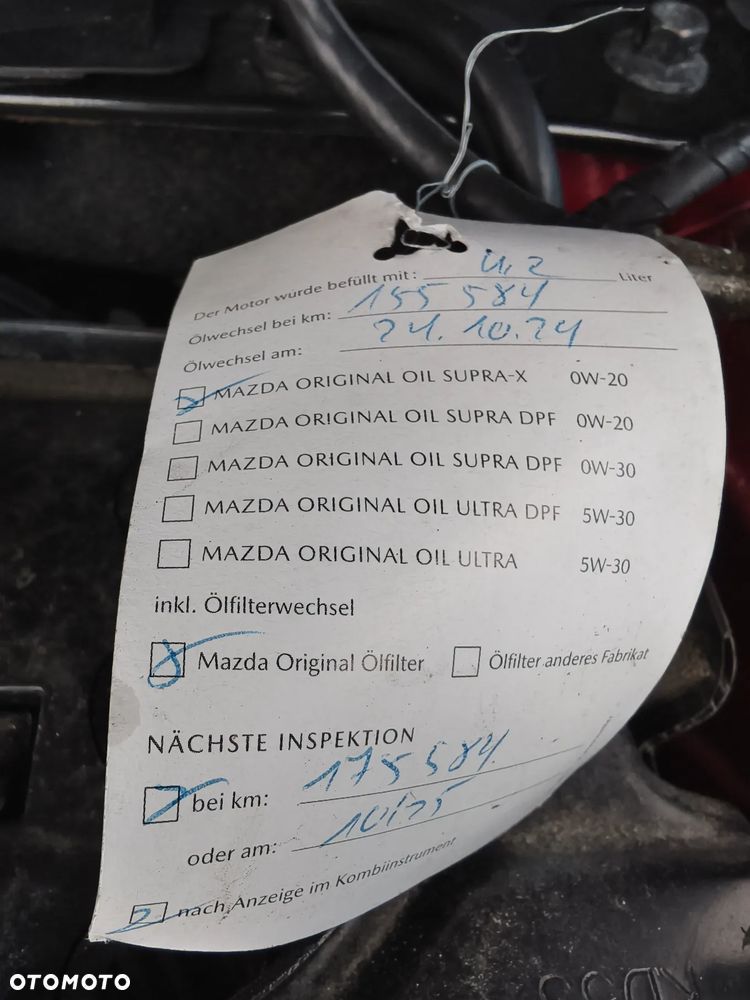 Der Motor wurde befüllt mit: 4,2 Liter
Ölwechsel bei km: 155 584
Ölwechsel am: 24.10.24
MAZDA ORIGINAL OIL SUPRA-X 0W-20
MAZDA ORIGINAL OIL SUPRA DPF 0W-20
MAZDA ORIGINAL OIL SUPRA DPF 0W-30
MAZDA ORIGINAL OIL ULTRA DPF 5W-30
MAZDA ORIGINAL OIL ULTRA 5W-30
inkl. Ölfilterwechsel
Mazda Original Ölfilter Ölfilter anderes Fabrikat
NÄCHSTE INSPEKTION
bei km: 175 584
oder am: 10/25
nach Anzeige im Kombiinstrument
OTOMOTO